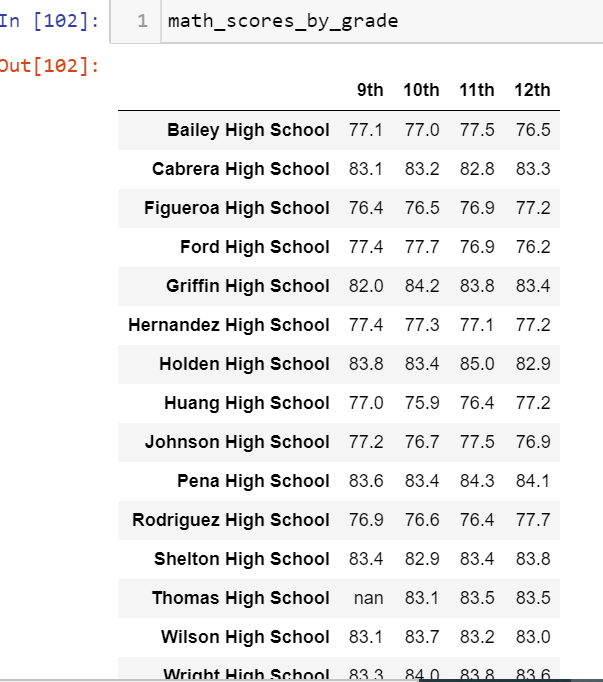 In [102]: 1 math_scores_by_grade
Out[102]:
9th 10th 11th 12th
Bailey High School 77.1 77.0 77.5 76.5
Cabrera High School 83.1 83.2 82.8 83.3
Figueroa High School 76.4 76.5 76.9 77.2
Ford High School 77.4 77.7 76.9 76.2
Griffin High School 82.0 84.2 83.8 83.4
Hernandez High School 77.4 77.3 77.1 77.2
Holden High School 83.8 83.4 85.0 82.9
Huang High School 77.0 75.9 76.4 77.2
Johnson High School 77.2 76.7 77.5 76.9
Pena High School 83.6 83.4 84.3 84.1
Rodriguez High School 76.9 76.6 76.4 77.7
Shelton High School 83.4 82.9 83.4 83.8
Thomas High School nan 83.1 83.5 83.5
Wilson High School 83.1 83.7 83.2 83.0
Wright High School 83.3 84.0 83.8 83.6